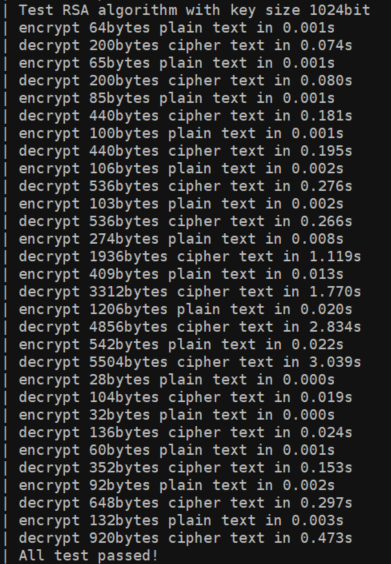 | Test RSA algorithm with key size 1024bit
| encrypt 64bytes plain text in 0.001s
| decrypt 200bytes cipher text in 0.074s
| encrypt 65bytes plain text in 0.001s
| decrypt 200bytes cipher text in 0.080s
| encrypt 85bytes plain text in 0.001s
| decrypt 440bytes cipher text in 0.181s
| encrypt 100bytes plain text in 0.001s
| decrypt 440bytes cipher text in 0.195s
| encrypt 106bytes plain text in 0.002s
| decrypt 536bytes cipher text in 0.276s
| encrypt 103bytes plain text in 0.002s
| decrypt 536bytes cipher text in 0.266s
| encrypt 274bytes plain text in 0.008s
| decrypt 1936bytes cipher text in 1.119s
| encrypt 409bytes plain text in 0.013s
| decrypt 3312bytes cipher text in 1.770s
| encrypt 1206bytes plain text in 0.020s
| decrypt 4856bytes cipher text in 2.834s
| encrypt 542bytes plain text in 0.022s
| decrypt 5504bytes cipher text in 3.039s
| encrypt 28bytes plain text in 0.000s
| decrypt 104bytes cipher text in 0.019s
| encrypt 32bytes plain text in 0.000s
| decrypt 136bytes cipher text in 0.024s
| encrypt 60bytes plain text in 0.001s
| decrypt 352bytes cipher text in 0.153s
| encrypt 92bytes plain text in 0.002s
| decrypt 648bytes cipher text in 0.297s
| encrypt 132bytes plain text in 0.003s
| decrypt 920bytes cipher text in 0.473s
| All test passed!